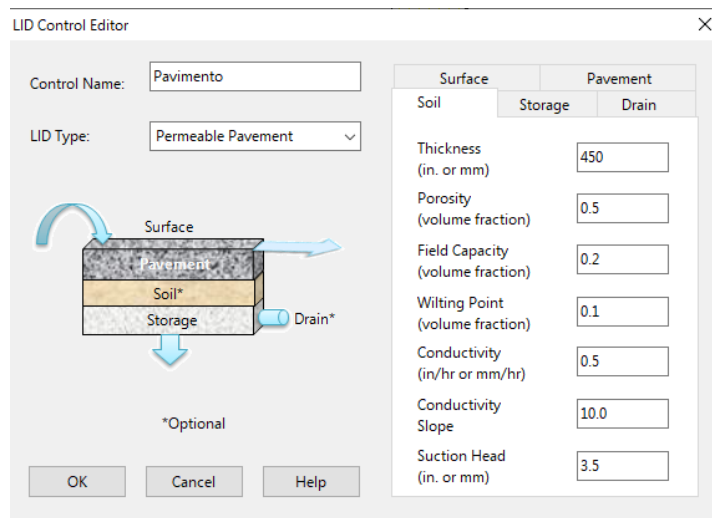 LID Control Editor
Control Name:
Pavimento
LID Type:
Permeable Pavement
Surface
Pavement
Soil*
Storage
Drain*
*Optional
OK
Cancel
Help
Surface
Pavement
Soil
Storage
Drain
Thickness
(in. or mm)
450
Porosity
(volume fraction)
0.5
Field Capacity
(volume fraction)
0.2
Wilting Point
(volume fraction)
0.1
Conductivity
(in/hr or mm/hr)
0.5
Conductivity
Slope
10.0
Suction Head
(in. or mm)
3.5